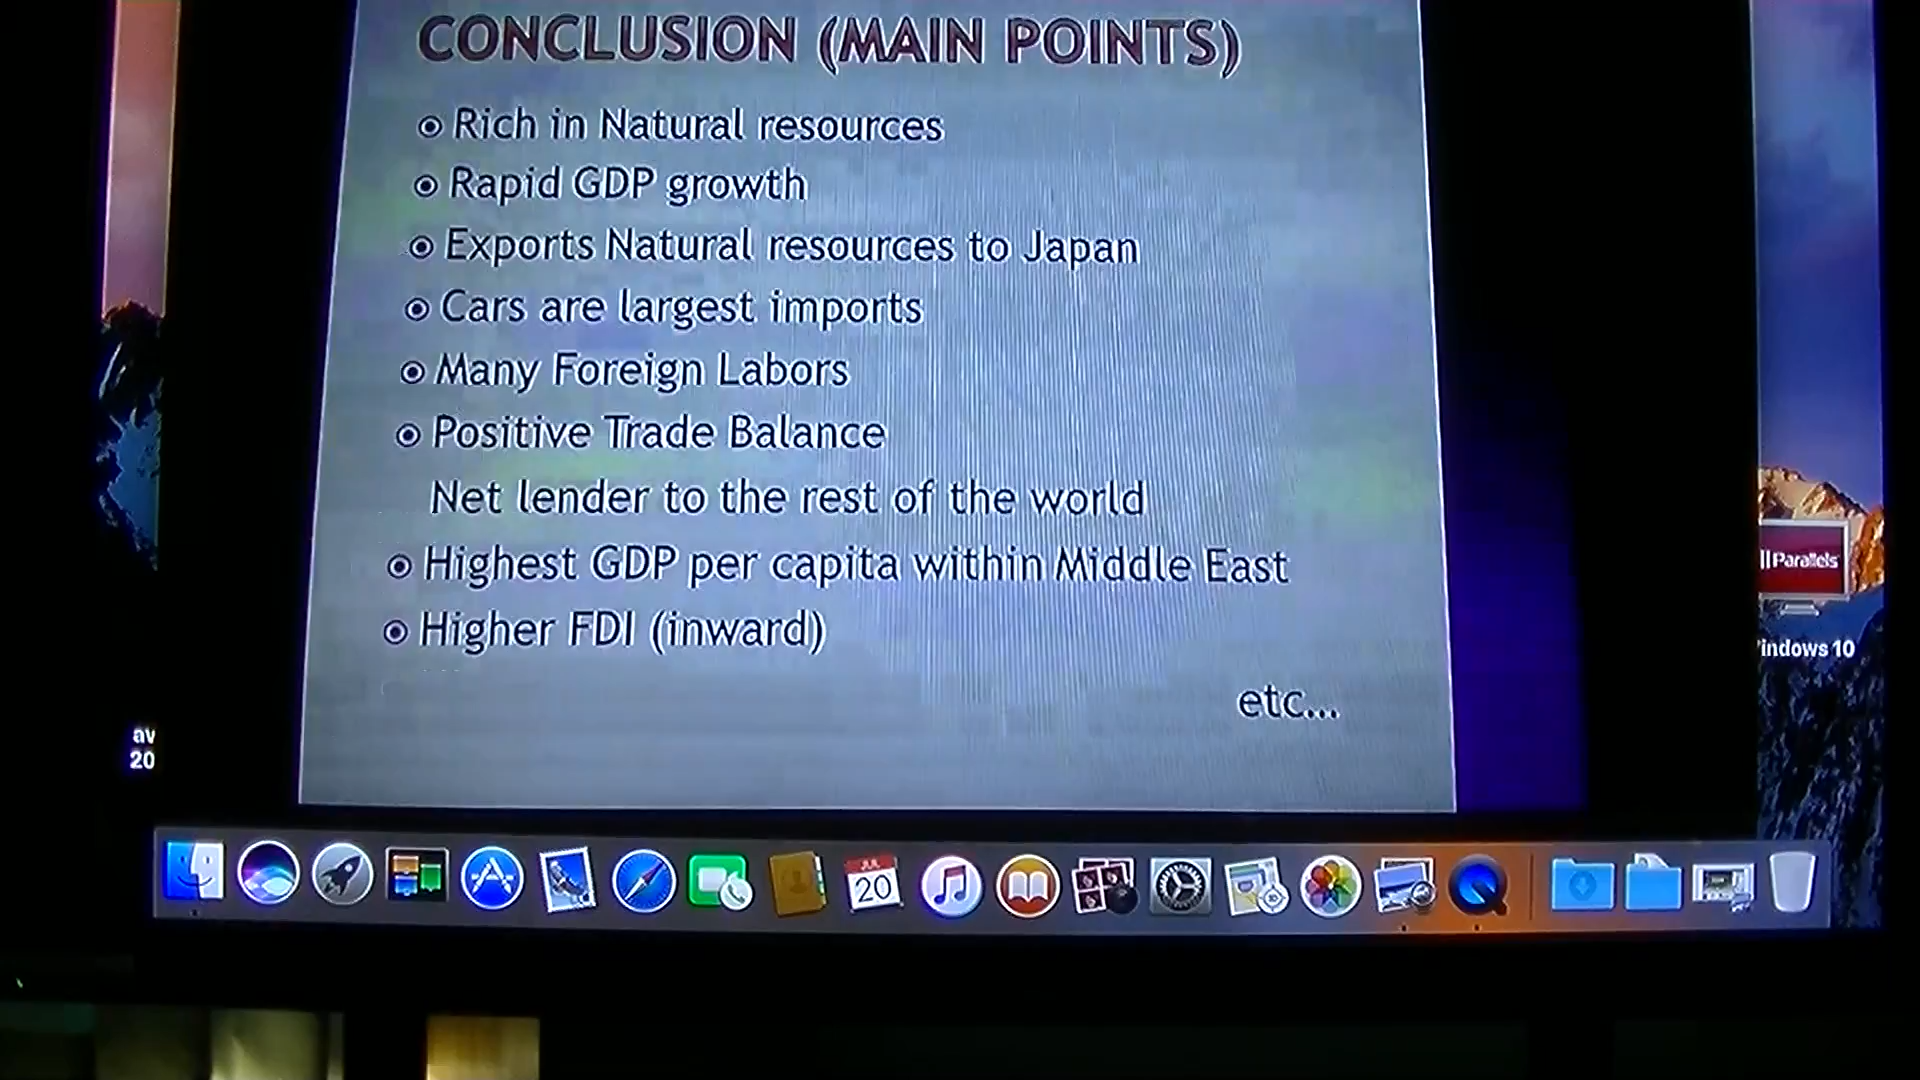 CONCLUSION (MAIN POINTS)
Rich in Natural resources
Rapid GDP growth
Exports Natural resources to Japan
Cars are largest imports
Many Foreign Labors
Positive Trade Balance
Net lender to the rest of the world
Highest GDP per capita within Middle East
Higher FDI (inward)
etc...
Parallels
indows 10
av
20
JUL
20